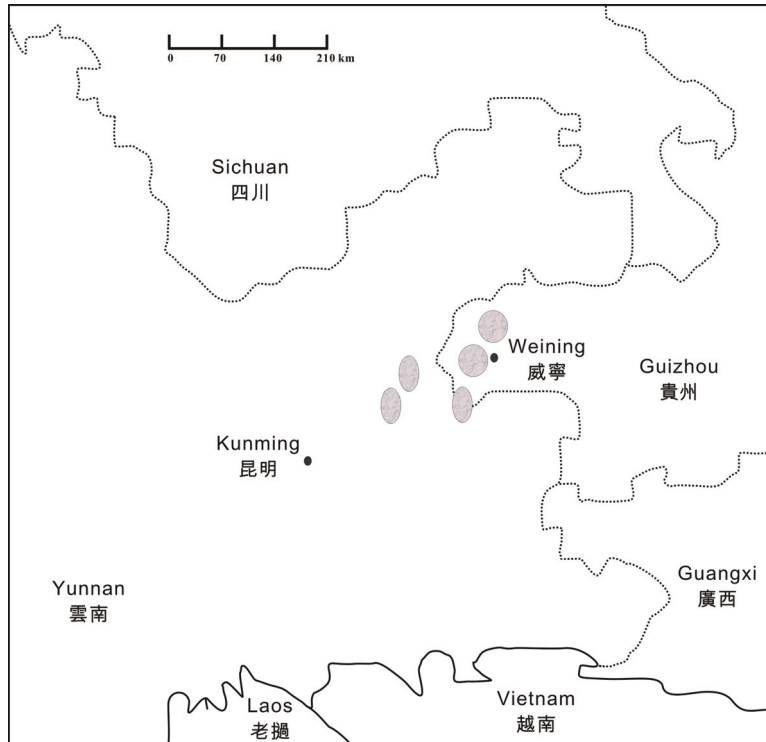 0 70 140 210 km
Sichuan
四川
Weining
威寧
Guizhou
貴州
Kunming
昆明
Yunnan
雲南
Guangxi
廣西
Laos
老撾
Vietnam
越南